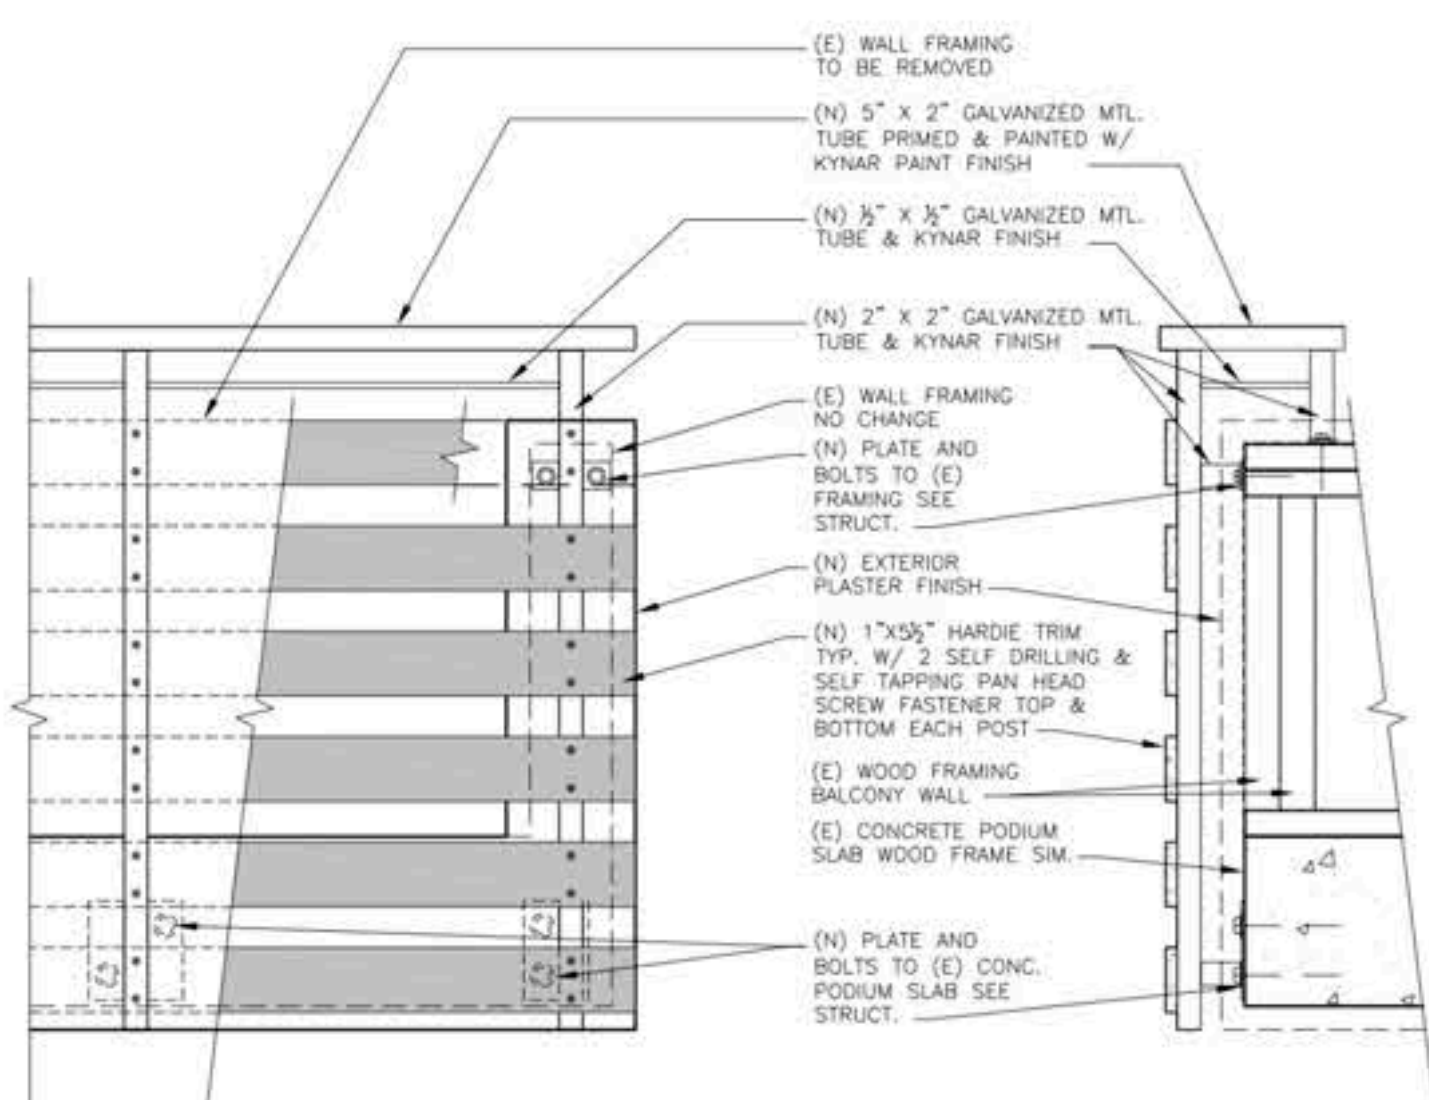 (E) WALL FRAMING
TO BE REMOVED
(N) 5" X 2" GALVANIZED MTL.
TUBE PRIMED & PAINTED W/
KYNAR PAINT FINISH
(N) ½" X ½" GALVANIZED MTL.
TUBE & KYNAR FINISH
(N) 2" X 2" GALVANIZED MTL.
TUBE & KYNAR FINISH
(E) WALL FRAMING
NO CHANGE
(N) PLATE AND
BOLTS TO (E)
FRAMING SEE
STRUCT.
(N) EXTERIOR
PLASTER FINISH
(N) 1"X5½" HARDIE TRIM
TYP. W/ 2 SELF DRILLING &
SELF TAPPING PAN HEAD
SCREW FASTENER TOP &
BOTTOM EACH POST
(E) WOOD FRAMING
BALCONY WALL
(E) CONCRETE PODIUM
SLAB WOOD FRAME SIM.
(N) PLATE AND
BOLTS TO (E) CONC.
PODIUM SLAB SEE
STRUCT.